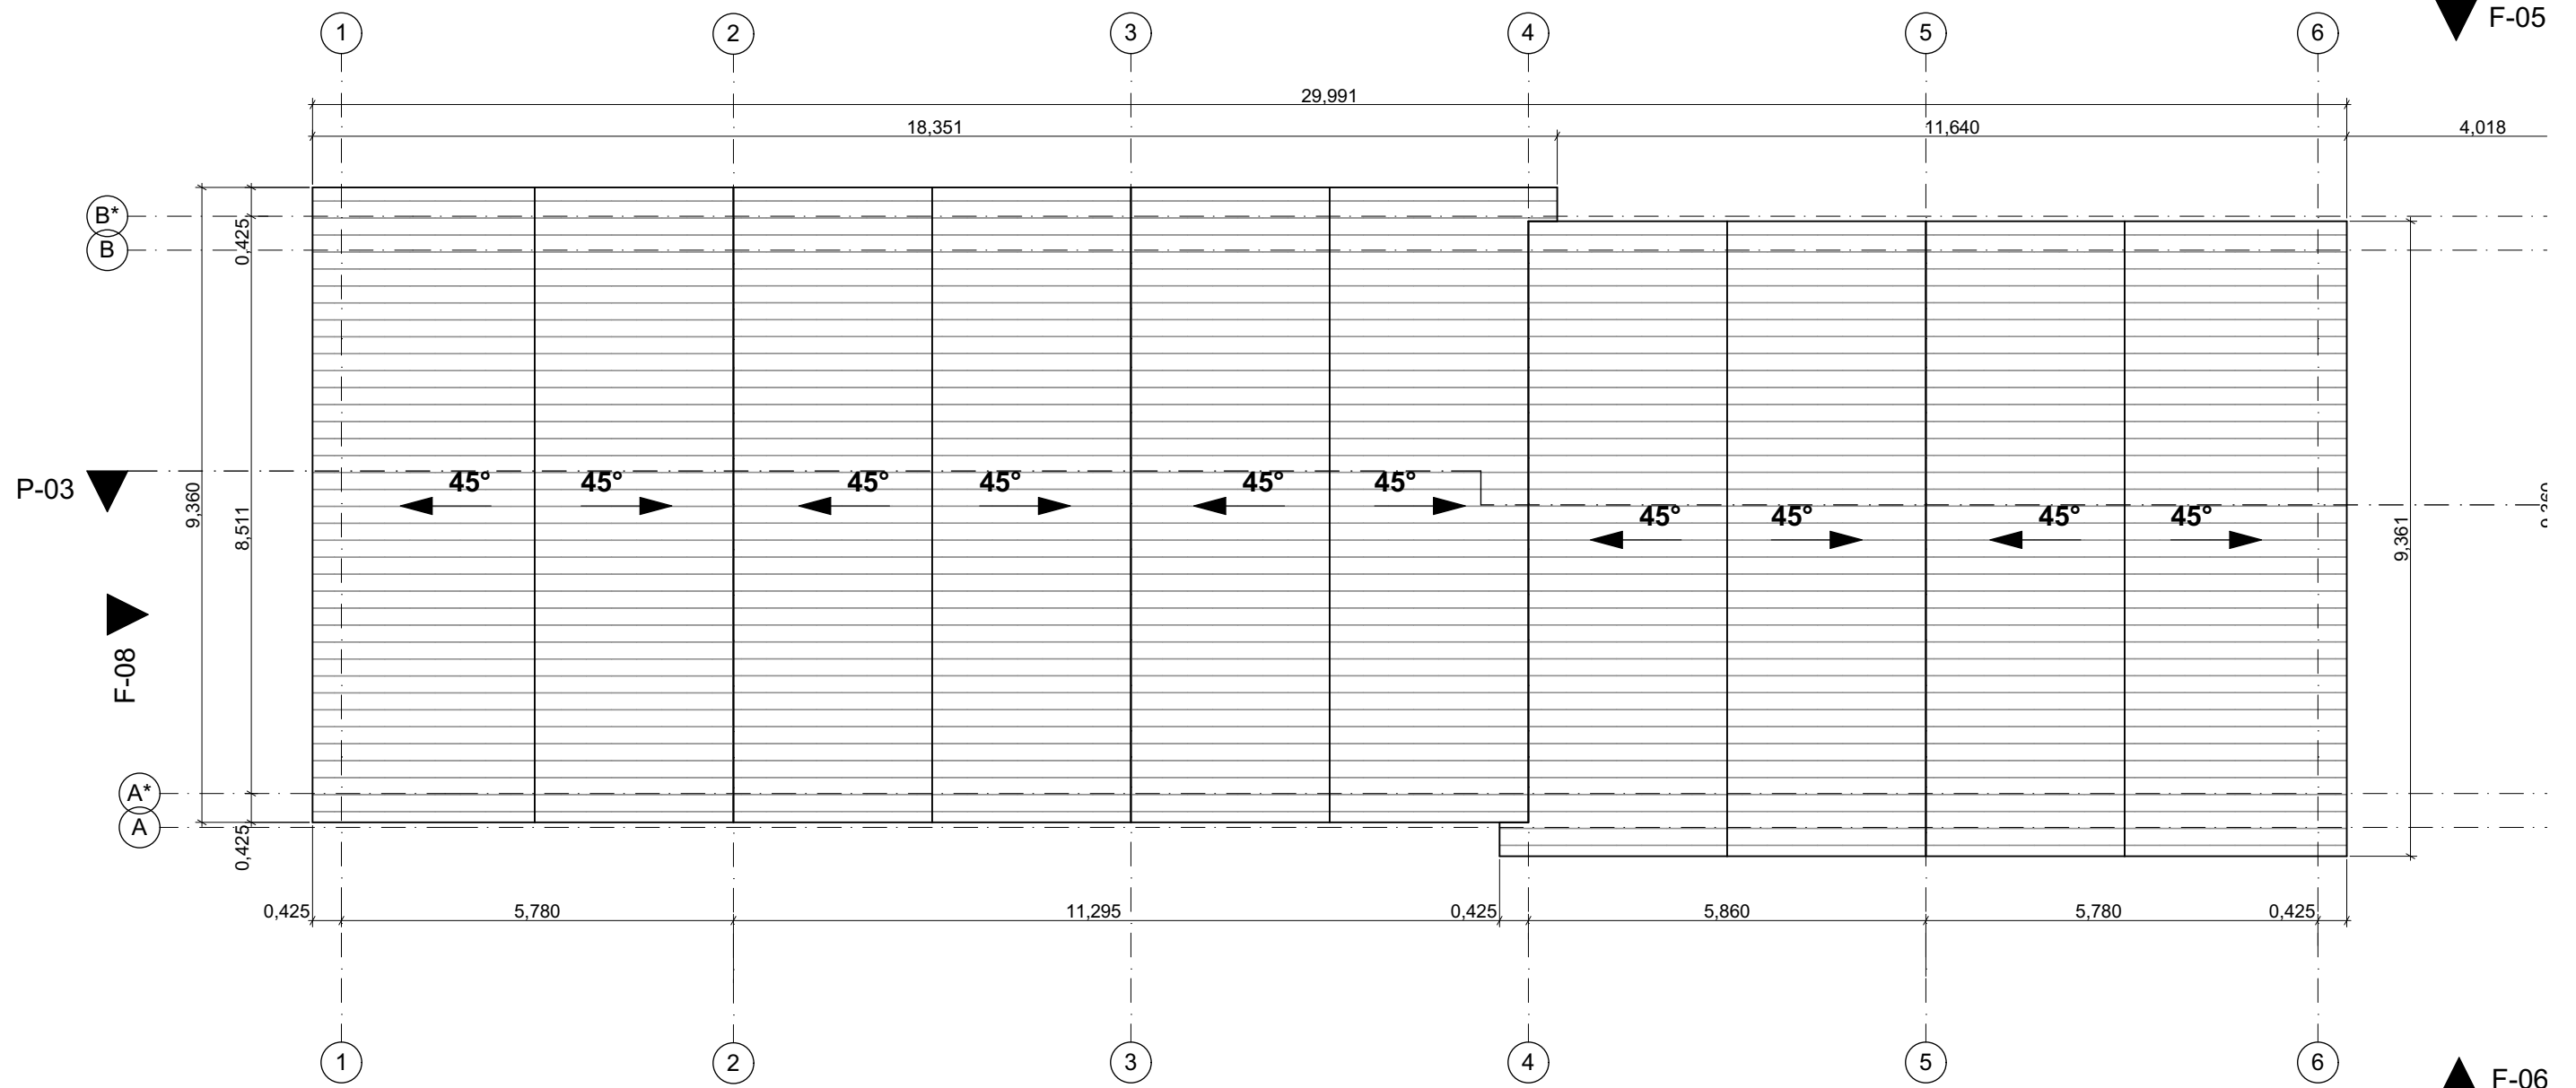 1 2 3 4 5 6
F-05
29,991
18,351 11,640 4,018
B*
B
0,425
45° 45° 45° 45° 45° 45°
P-03
9,360
8,511
45° 45° 45° 45°
9,361
F-08
A*
A
0,425
0,425 5,780 11,295 0,425 5,860 5,780 0,425
1 2 3 4 5 6
F-06